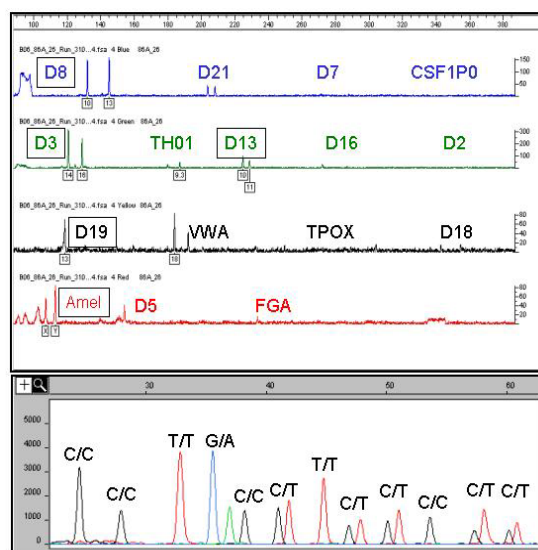 100 120 140 160 180 200 220 240 260 280 300 320 340 360 380
B06_86A_26_Run_310...4.fsa 4 Blue 86A_26
D8 D21 D7 CSF1P0
150
100
50
0
10 13
B06_86A_26_Run_310...4.fsa 4 Green 86A_26
D3 TH01 D13 D16 D2
300
200
100
0
14 16 9.3 10
11
B06_86A_26_Run_310...4.fsa 4 Yellow 86A_26
D19 VWA TPOX D18
80
60
40
20
0
13 18
B06_86A_26_Run_310...4.fsa 4 Red 86A_26
Amel D5 FGA
80
60
40
20
0
X Y
30 40 50 60
5000
4000
3000
2000
1000
0
C/C C/C T/T G/A C/C C/T T/T C/T C/T C/C C/T C/T